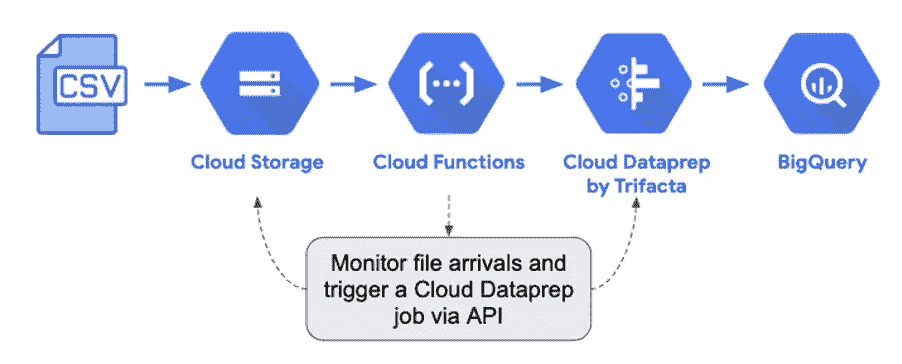 CSV
Cloud Storage
Cloud Functions
Cloud Dataprep
by Trifacta
BigQuery
Monitor file arrivals and
trigger a Cloud Dataprep
job via API